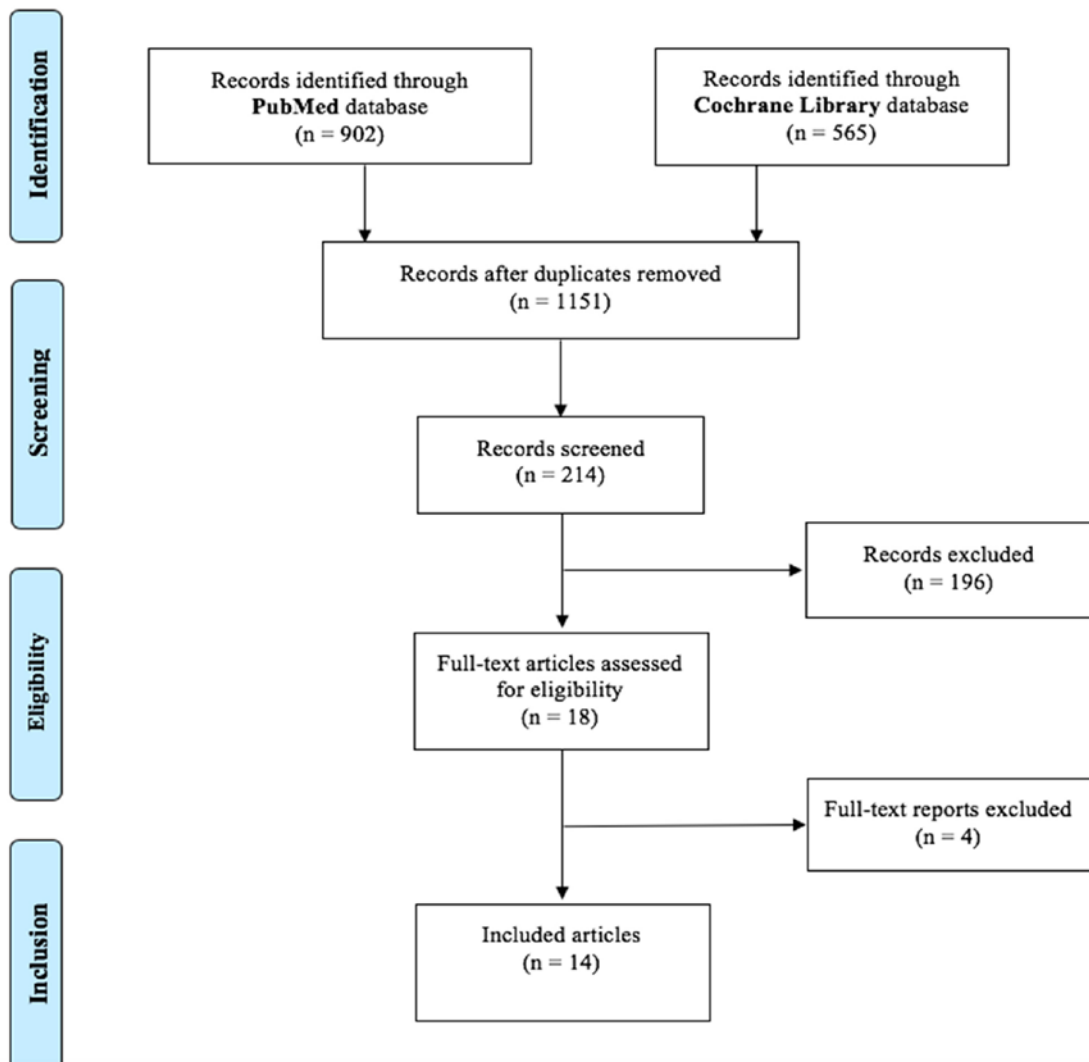 Identification
Records identified through
PubMed database
(n = 902)
Records identified through
Cochrane Library database
(n = 565)
Records after duplicates removed
(n = 1151)
Screening
Records screened
(n = 214)
Records excluded
(n = 196)
Eligibility
Full-text articles assessed
for eligibility
(n = 18)
Full-text reports excluded
(n = 4)
Inclusion
Included articles
(n = 14)